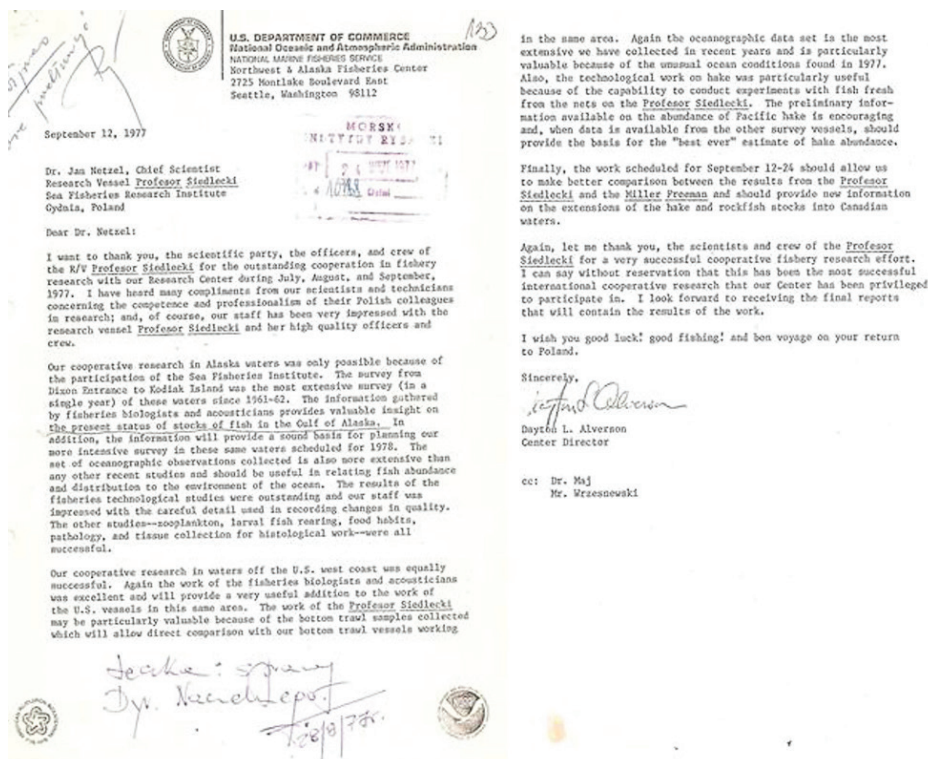 133
U.S. DEPARTMENT OF COMMERCE
National Oceanic and Atmospheric Administration
NATIONAL MARINE FISHERIES SERVICE
Northwest & Alaska Fisheries Center
2725 Montlake Boulevard East
Seattle, Washington 98112
September 12, 1977
MORSKI
INSTYTUT RYBACKI
Dr. Jan Netzel, Chief Scientist
Research Vessel Profesor Siedlecki
Sea Fisheries Research Institute
Gydnia, Poland
Dear Dr. Netzel:
I want to thank you, the scientific party, the officers, and crew of
the R/V Profesor Siedlecki for the outstanding cooperation in fishery
research with our Research Center during July, August, and September,
1977. I have heard many compliments from our scientists and technicians
concerning the competence and professionalism of their Polish colleagues
in research; and, of course, our staff has been very impressed with the
research vessel Profesor Siedlecki and her high quality officers and
crew.
Our cooperative research in Alaska waters was only possible because of
the participation of the Sea Fisheries Institute. The survey from
Dixon Entrance to Kodiak Island was the most extensive survey (in a
single year) of these waters since 1961-62. The information gathered
by fisheries biologists and acousticians provides valuable insight on
the present status of stocks of fish in the Gulf of Alaska. In
addition, the information will provide a sound basis for planning our
more intensive survey in these same waters scheduled for 1978. The
set of oceanographic observations collected is also more extensive than
any other recent studies and should be useful in relating fish abundance
and distribution to the environment of the ocean. The results of the
fisheries technological studies were outstanding and our staff was
impressed with the careful detail used in recording changes in quality.
The other studies--zooplankton, larval fish rearing, food habits,
pathology, and tissue collection for histological work--were all
successful.
Our cooperative research in waters off the U.S. west coast was equally
successful. Again the work of the fisheries biologists and acousticians
was excellent and will provide a very useful addition to the work of
the U.S. vessels in this same area. The work of the Profesor Siedlecki
may be particularly valuable because of the bottom trawl samples collected
which will allow direct comparison with our bottom trawl vessels working
in the same area. Again the oceanographic data set is the most
extensive we have collected in recent years and is particularly
valuable because of the unusual ocean conditions found in 1977.
Also, the technological work on hake was particularly useful
because of the capability to conduct experiments with fish fresh
from the nets on the Profesor Siedlecki. The preliminary infor-
mation available on the abundance of Pacific hake is encouraging
and, when data is available from the other survey vessels, should
provide the basis for the "best ever" estimate of hake abundance.
Finally, the work scheduled for September 12-24 should allow us
to make better comparison between the results from the Profesor
Siedlecki and the Miller Freeman and should provide new information
on the extensions of the hake and rockfish stocks into Canadian
waters.
Again, let me thank you, the scientists and crew of the Profesor
Siedlecki for a very successful cooperative fishery research effort.
I can say without reservation that this has been the most successful
international cooperative research that our Center has been privileged
to participate in. I look forward to receiving the final reports
that will contain the results of the work.
I wish you good luck! good fishing! and bon voyage on your return
to Poland.
Sincerely,
Dayton L. Alverson
Center Director
cc: Dr. Maj
Mr. Wrzesnewski